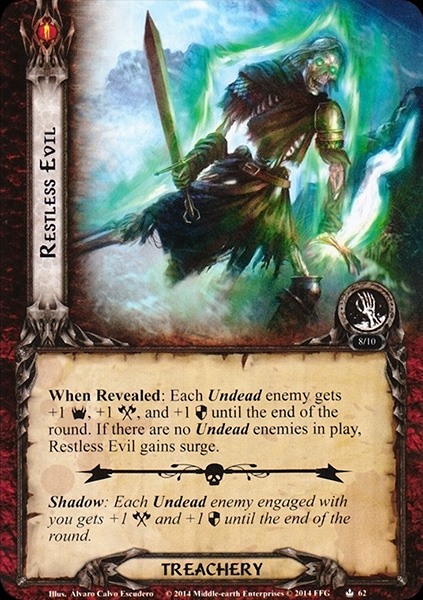 RESTLESS EVIL
8/10
When Revealed: Each Undead enemy gets
+1 , +1 , and +1 until the end of the
round. If there are no Undead enemies in play,
Restless Evil gains surge.
Shadow: Each Undead enemy engaged with
you gets +1 and +1 until the end of the
round.
TREACHERY
Illus. Alvaro Calvo Escudero © 2014 Middle-earth Enterprises © 2014 FFG 62